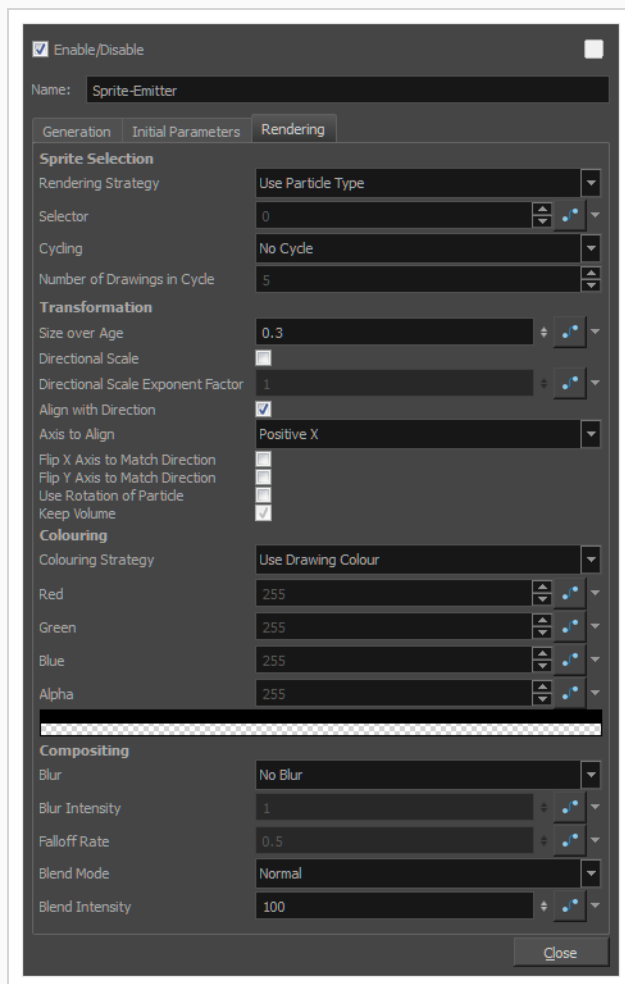 Enable/Disable
Name: Sprite-Emitter
Generation Initial Parameters Rendering
Sprite Selection
Rendering Strategy Use Particle Type
Selector 0
Cycling No Cycle
Number of Drawings in Cycle 5
Transformation
Size over Age 0.3
Directional Scale
Directional Scale Exponent Factor 1
Align with Direction
Axis to Align Positive X
Flip X Axis to Match Direction
Flip Y Axis to Match Direction
Use Rotation of Particle
Keep Volume
Colouring
Colouring Strategy Use Drawing Colour
Red 255
Green 255
Blue 255
Alpha 255
Compositing
Blur No Blur
Blur Intensity 1
Falloff Rate 0.5
Blend Mode Normal
Blend Intensity 100
Close